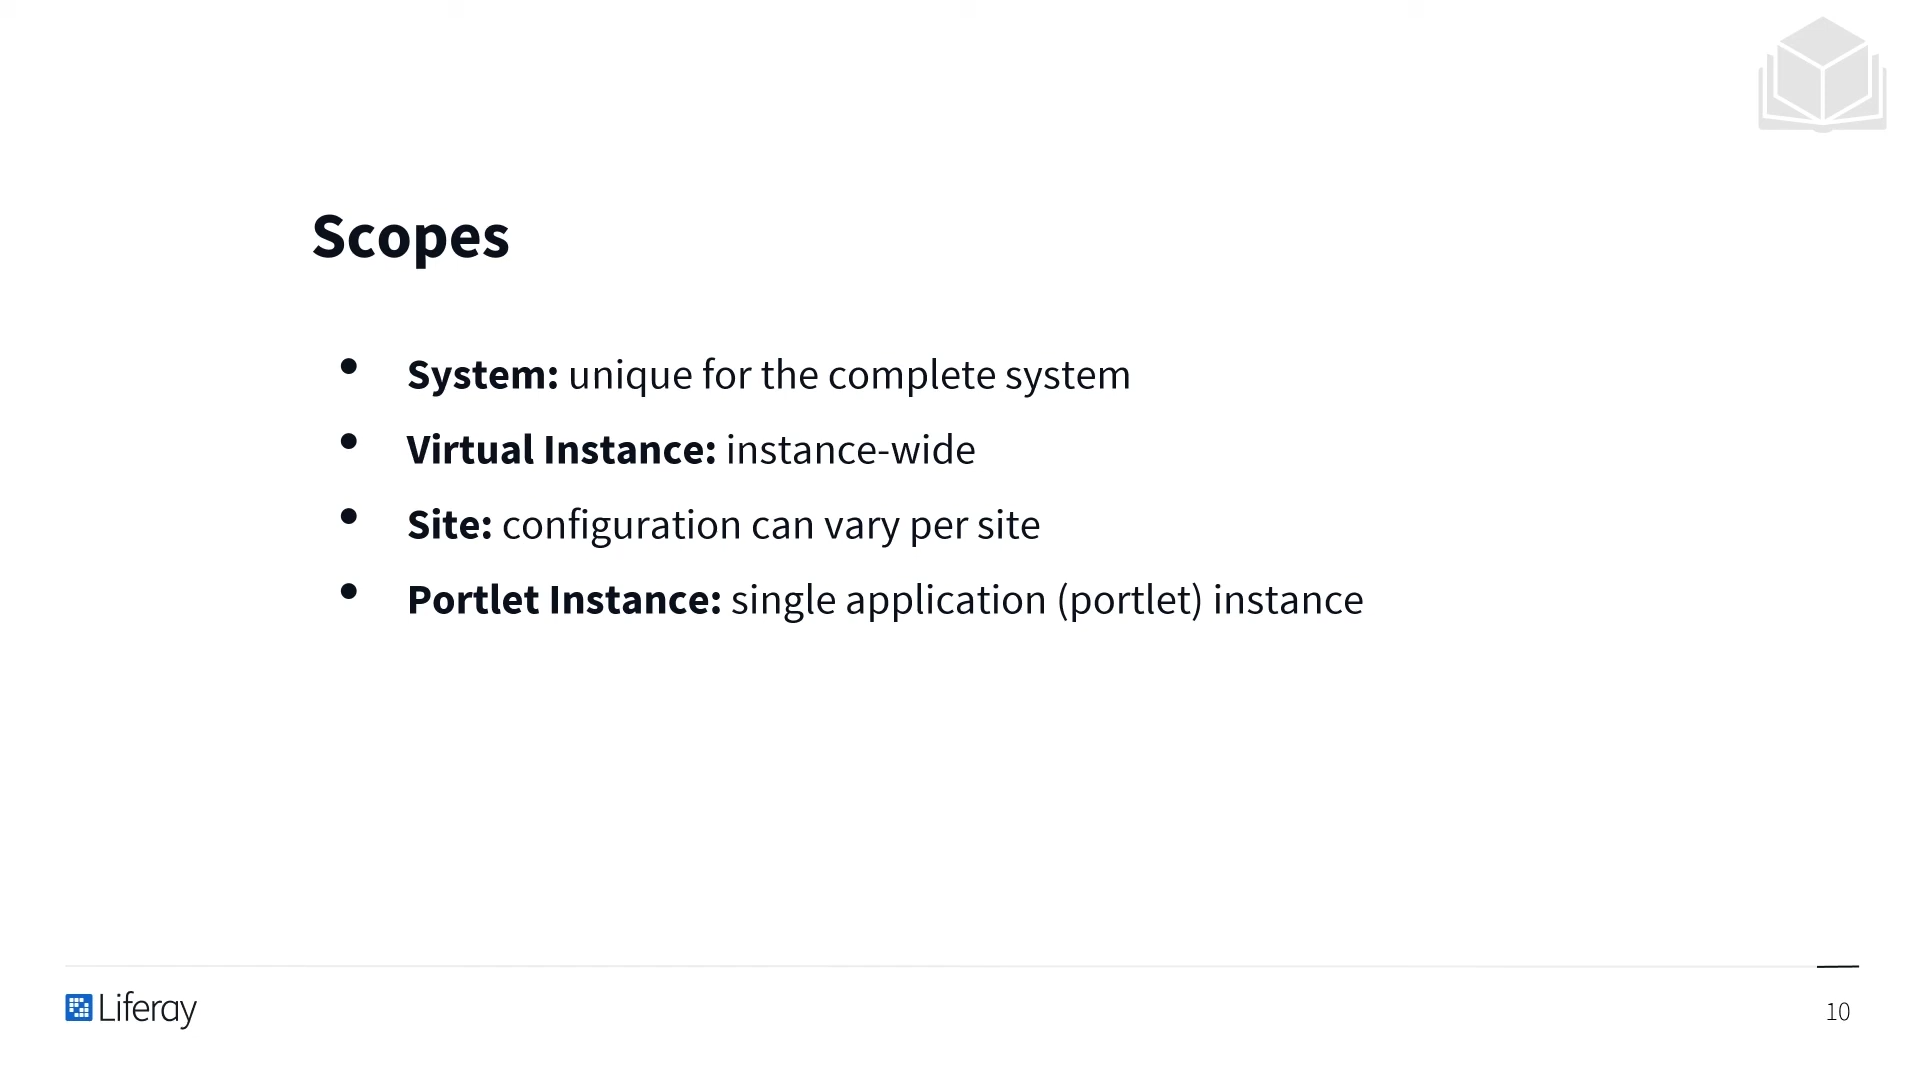 Scopes
• System: unique for the complete system
• Virtual Instance: instance-wide
• Site: configuration can vary per site
• Portlet Instance: single application (portlet) instance
Liferay
10